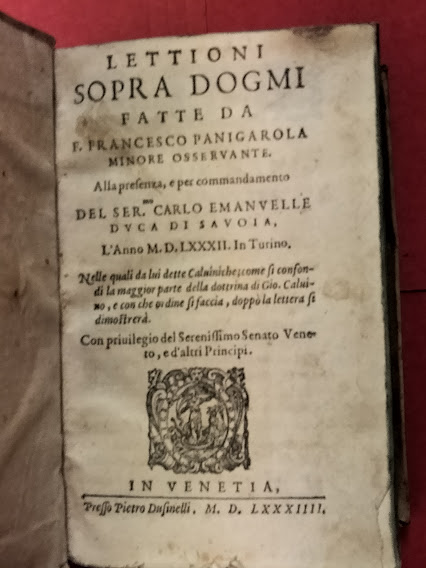 LETTIONI
SOPRA DOGMI
FATTE DA
F. FRANCESCO PANIGAROLA
MINORE OSSERVANTE.
Alla preſenza, e per commandamento
DEL SER.mo CARLO EMANVELLE
DVCA DI SAVOIA,
L'Anno M. D. LXXXII. In Turino.
Nelle quali da lui dette Caluiniche; come ſi confon-
di la maggior parte della dottrina di Gio. Calui-
no, e con che ordine ſi faccia, doppò la lettera ſi
dimoſtrerà.
Con priuilegio del Sereniſſimo Senato Vene-
to, e d'altri Principi.
IN VENETIA,
Preſſo Pietro Duſinelli, M. D. LXXXIIII.